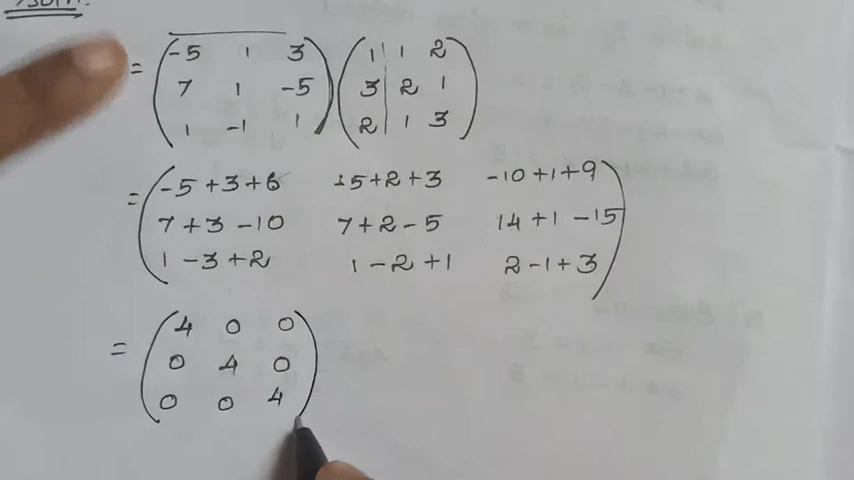 Soln:
= (-5 1 3) (1 1 2)
(7 1 -5) (3 2 1)
(1 -1 1) (2 1 3)
= (-5+3+6 -5+2+3 -10+1+9)
(7+3-10 7+2-5 14+1-15)
(1-3+2 1-2+1 2-1+3)
= (4 0 0)
(0 4 0)
(0 0 4)